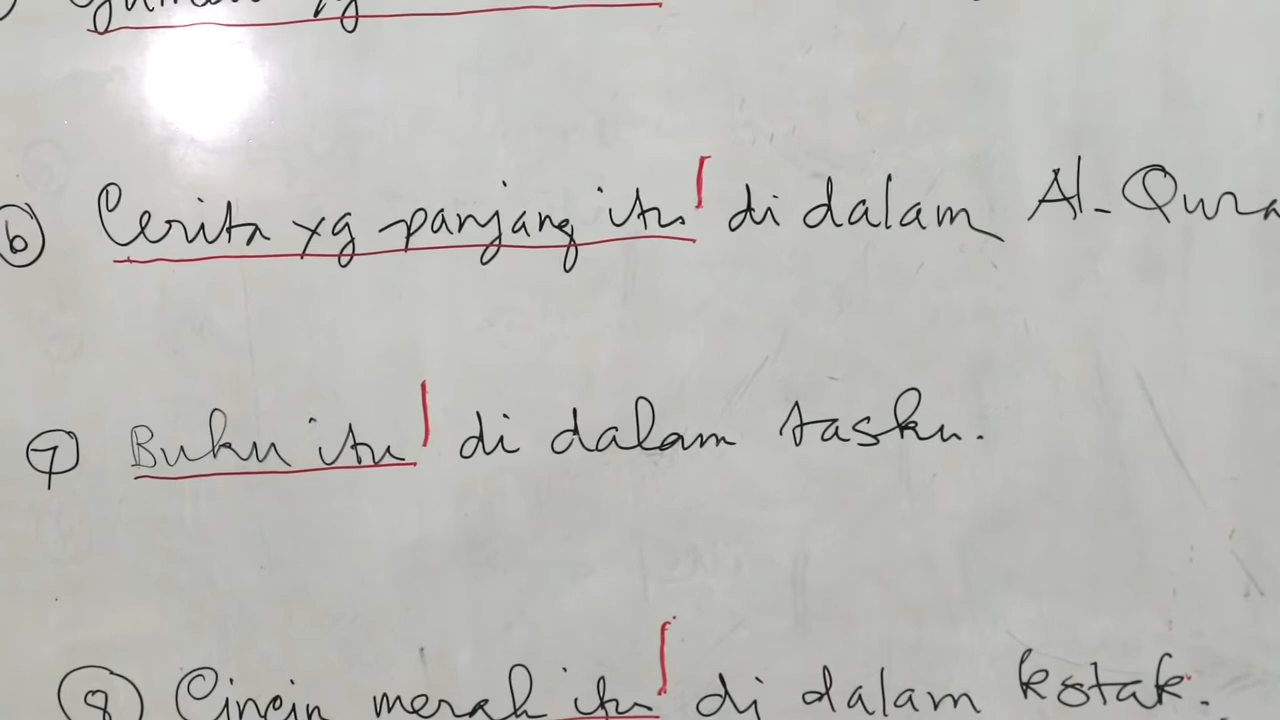 6 Cerita yg panjang itu di dalam Al-Qura
7 Buku itu di dalam tasku.
8 Cincin merah itu di dalam kotak.